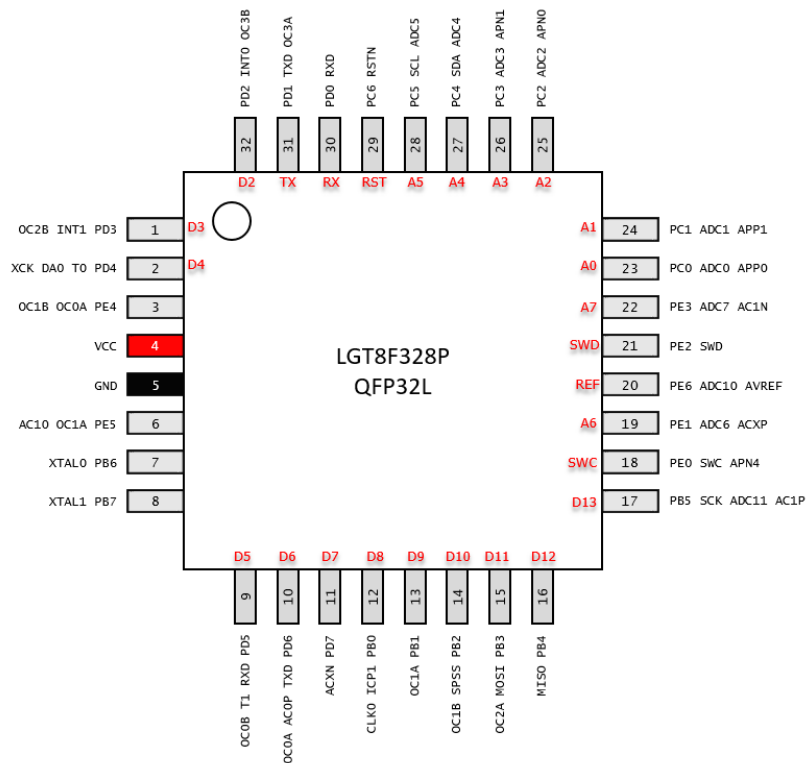 PD2 INT0 OC3B
PD1 TXD OC3A
PD0 RXD
PC6 RSTN
PC5 SCL ADC5
PC4 SDA ADC4
PC3 ADC3 APN1
PC2 ADC2 APN0
32
31
30
29
28
27
26
25
D2
TX
RX
RST
A5
A4
A3
A2
OC2B INT1 PD3
1
D3
XCK DA0 T0 PD4
2
D4
OC1B OC0A PE4
3
VCC
4
GND
5
AC10 OC1A PE5
6
XTAL0 PB6
7
XTAL1 PB7
8
LGT8F328P
QFP32L
A1
24
PC1 ADC1 APP1
A0
23
PC0 ADC0 APP0
A7
22
PE3 ADC7 AC1N
SWD
21
PE2 SWD
REF
20
PE6 ADC10 AVREF
A6
19
PE1 ADC6 ACXP
SWC
18
PE0 SWC APN4
D13
17
PB5 SCK ADC11 AC1P
D5
D6
D7
D8
D9
D10
D11
D12
9
10
11
12
13
14
15
16
OC0B T1 RXD PD5
OC0A AC0P TXD PD6
ACXN PD7
CLKO ICP1 PB0
OC1A PB1
OC1B SPSS PB2
OC2A MOSI PB3
MISO PB4